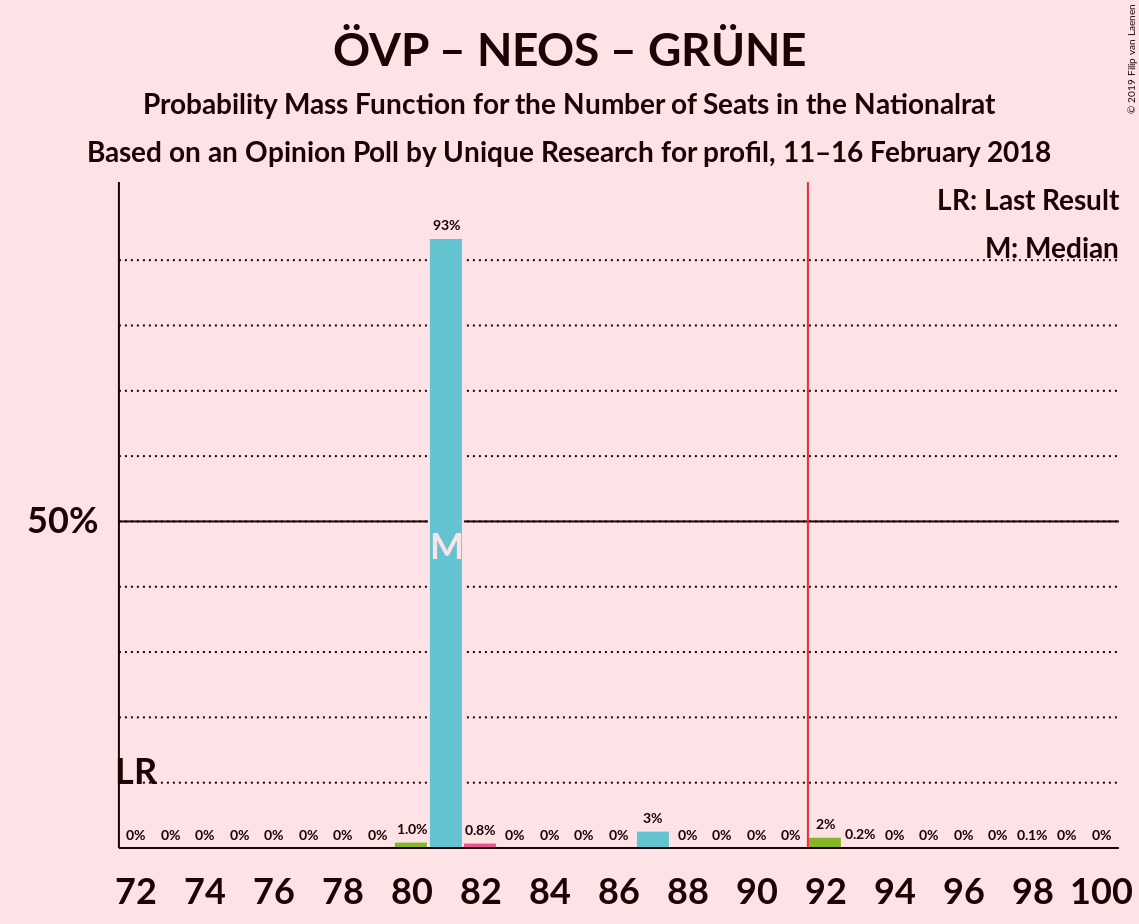 ÖVP – NEOS – GRÜNE
Probability Mass Function for the Number of Seats in the Nationalrat
Based on an Opinion Poll by Unique Research for profil, 11–16 February 2018
© 2019 Filip van Laenen
LR: Last Result
M: Median
93%
50%
M
LR
0% 0% 0% 0% 0% 0% 0% 0% 1.0% 0.8% 0% 0% 0% 0% 3% 0% 0% 0% 0% 2% 0.2% 0% 0% 0% 0% 0.1% 0% 0%
72 74 76 78 80 82 84 86 88 90 92 94 96 98 100